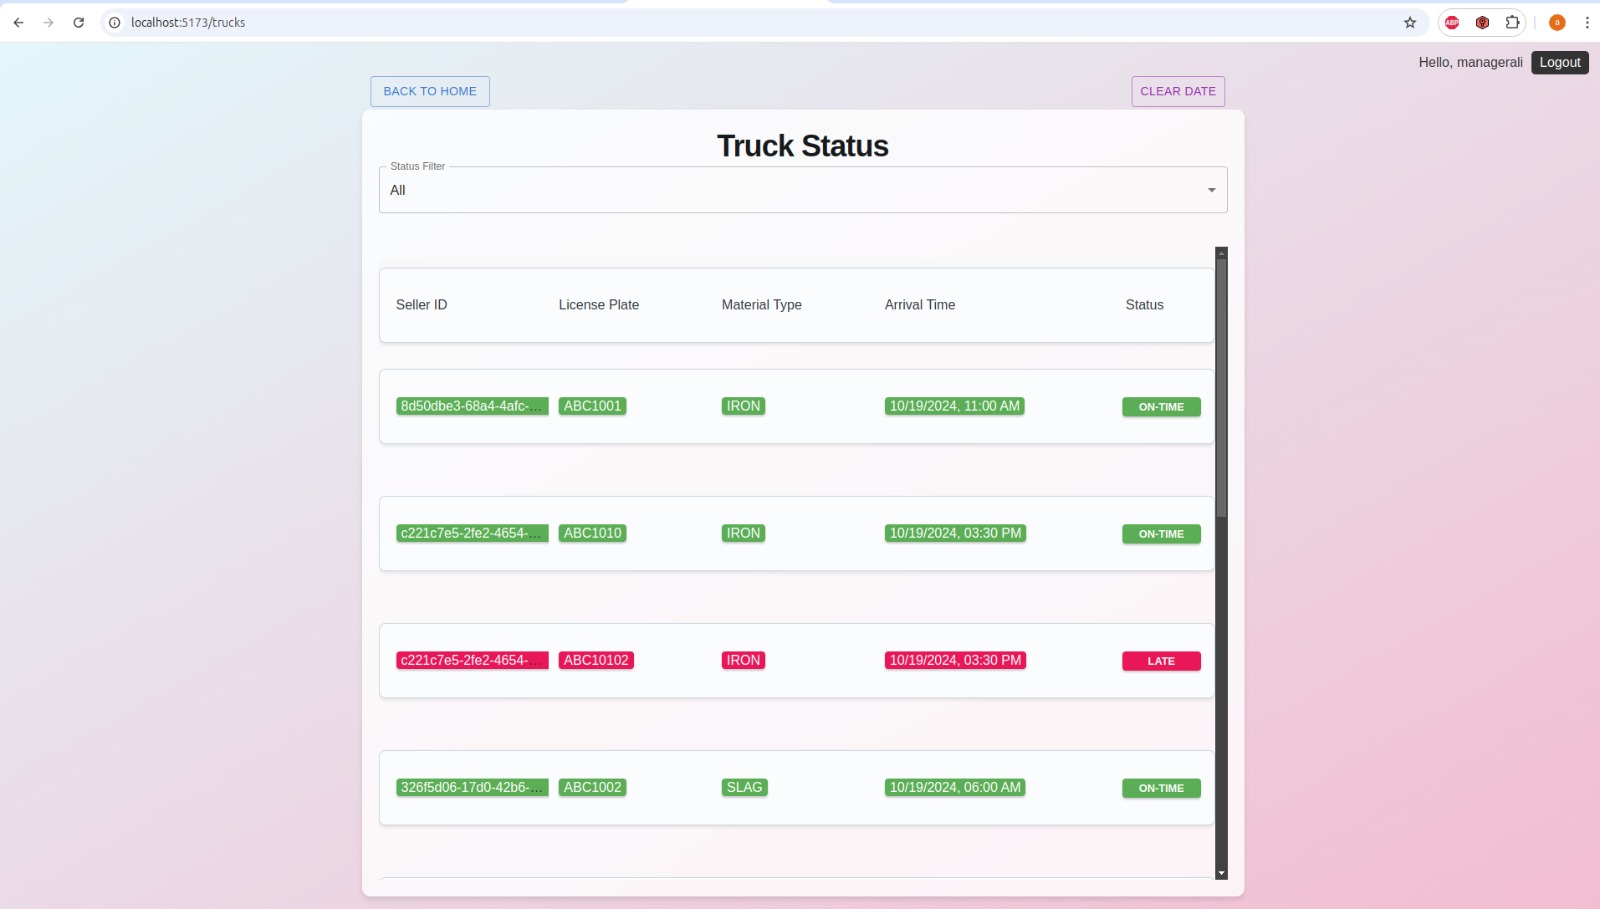 localhost:5173/trucks
ABP
a
Hello, managerali
Logout
BACK TO HOME
CLEAR DATE
Truck Status
Status Filter
All
Seller ID License Plate Material Type Arrival Time Status
8d50dbe3-68a4-4afc-... ABC1001 IRON 10/19/2024, 11:00 AM ON-TIME
c221c7e5-2fe2-4654-... ABC1010 IRON 10/19/2024, 03:30 PM ON-TIME
c221c7e5-2fe2-4654-... ABC10102 IRON 10/19/2024, 03:30 PM LATE
326f5d06-17d0-42b6-... ABC1002 SLAG 10/19/2024, 06:00 AM ON-TIME